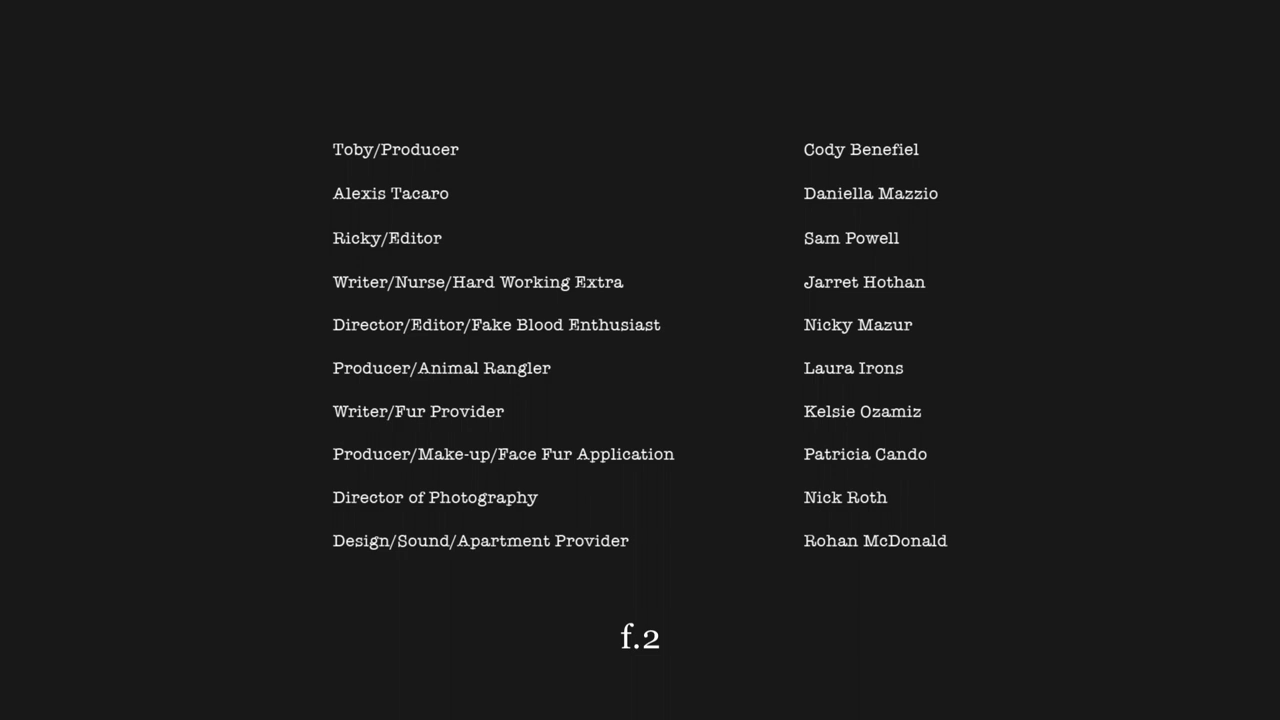 Toby/Producer Cody Benefiel
Alexis Tacaro Daniella Mazzio
Ricky/Editor Sam Powell
Writer/Nurse/Hard Working Extra Jarret Hothan
Director/Editor/Fake Blood Enthusiast Nicky Mazur
Producer/Animal Rangler Laura Irons
Writer/Fur Provider Kelsie Ozamiz
Producer/Make-up/Face Fur Application Patricia Cando
Director of Photography Nick Roth
Design/Sound/Apartment Provider Rohan McDonald
f.2